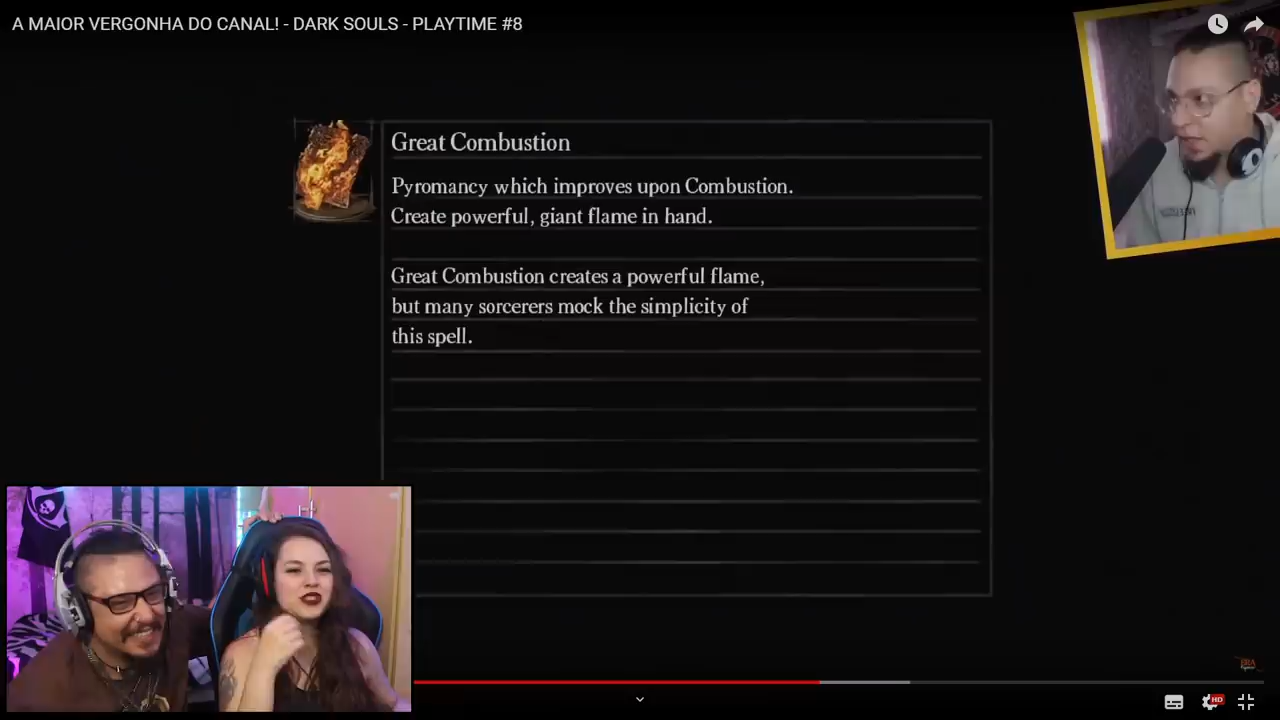 A MAIOR VERGONHA DO CANAL! - DARK SOULS - PLAYTIME #8
Great Combustion
Pyromancy which improves upon Combustion.
Create powerful, giant flame in hand.
Great Combustion creates a powerful flame,
but many sorcerers mock the simplicity of
this spell.
HD